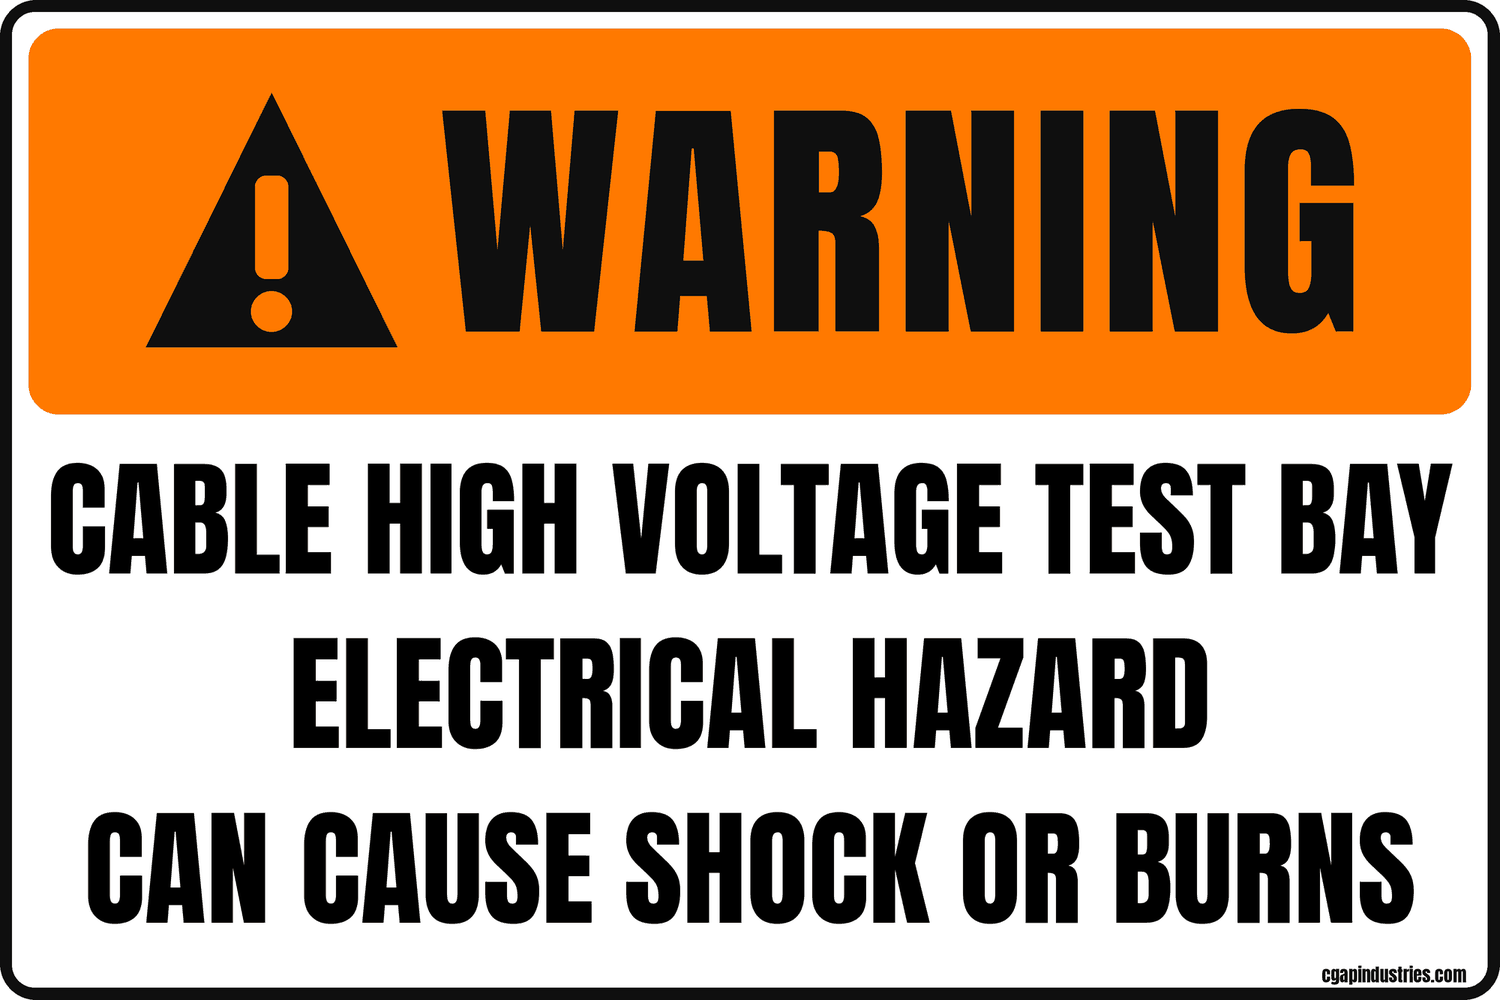 WARNING
CABLE HIGH VOLTAGE TEST BAY
ELECTRICAL HAZARD
CAN CAUSE SHOCK OR BURNS
cgapindustries.com